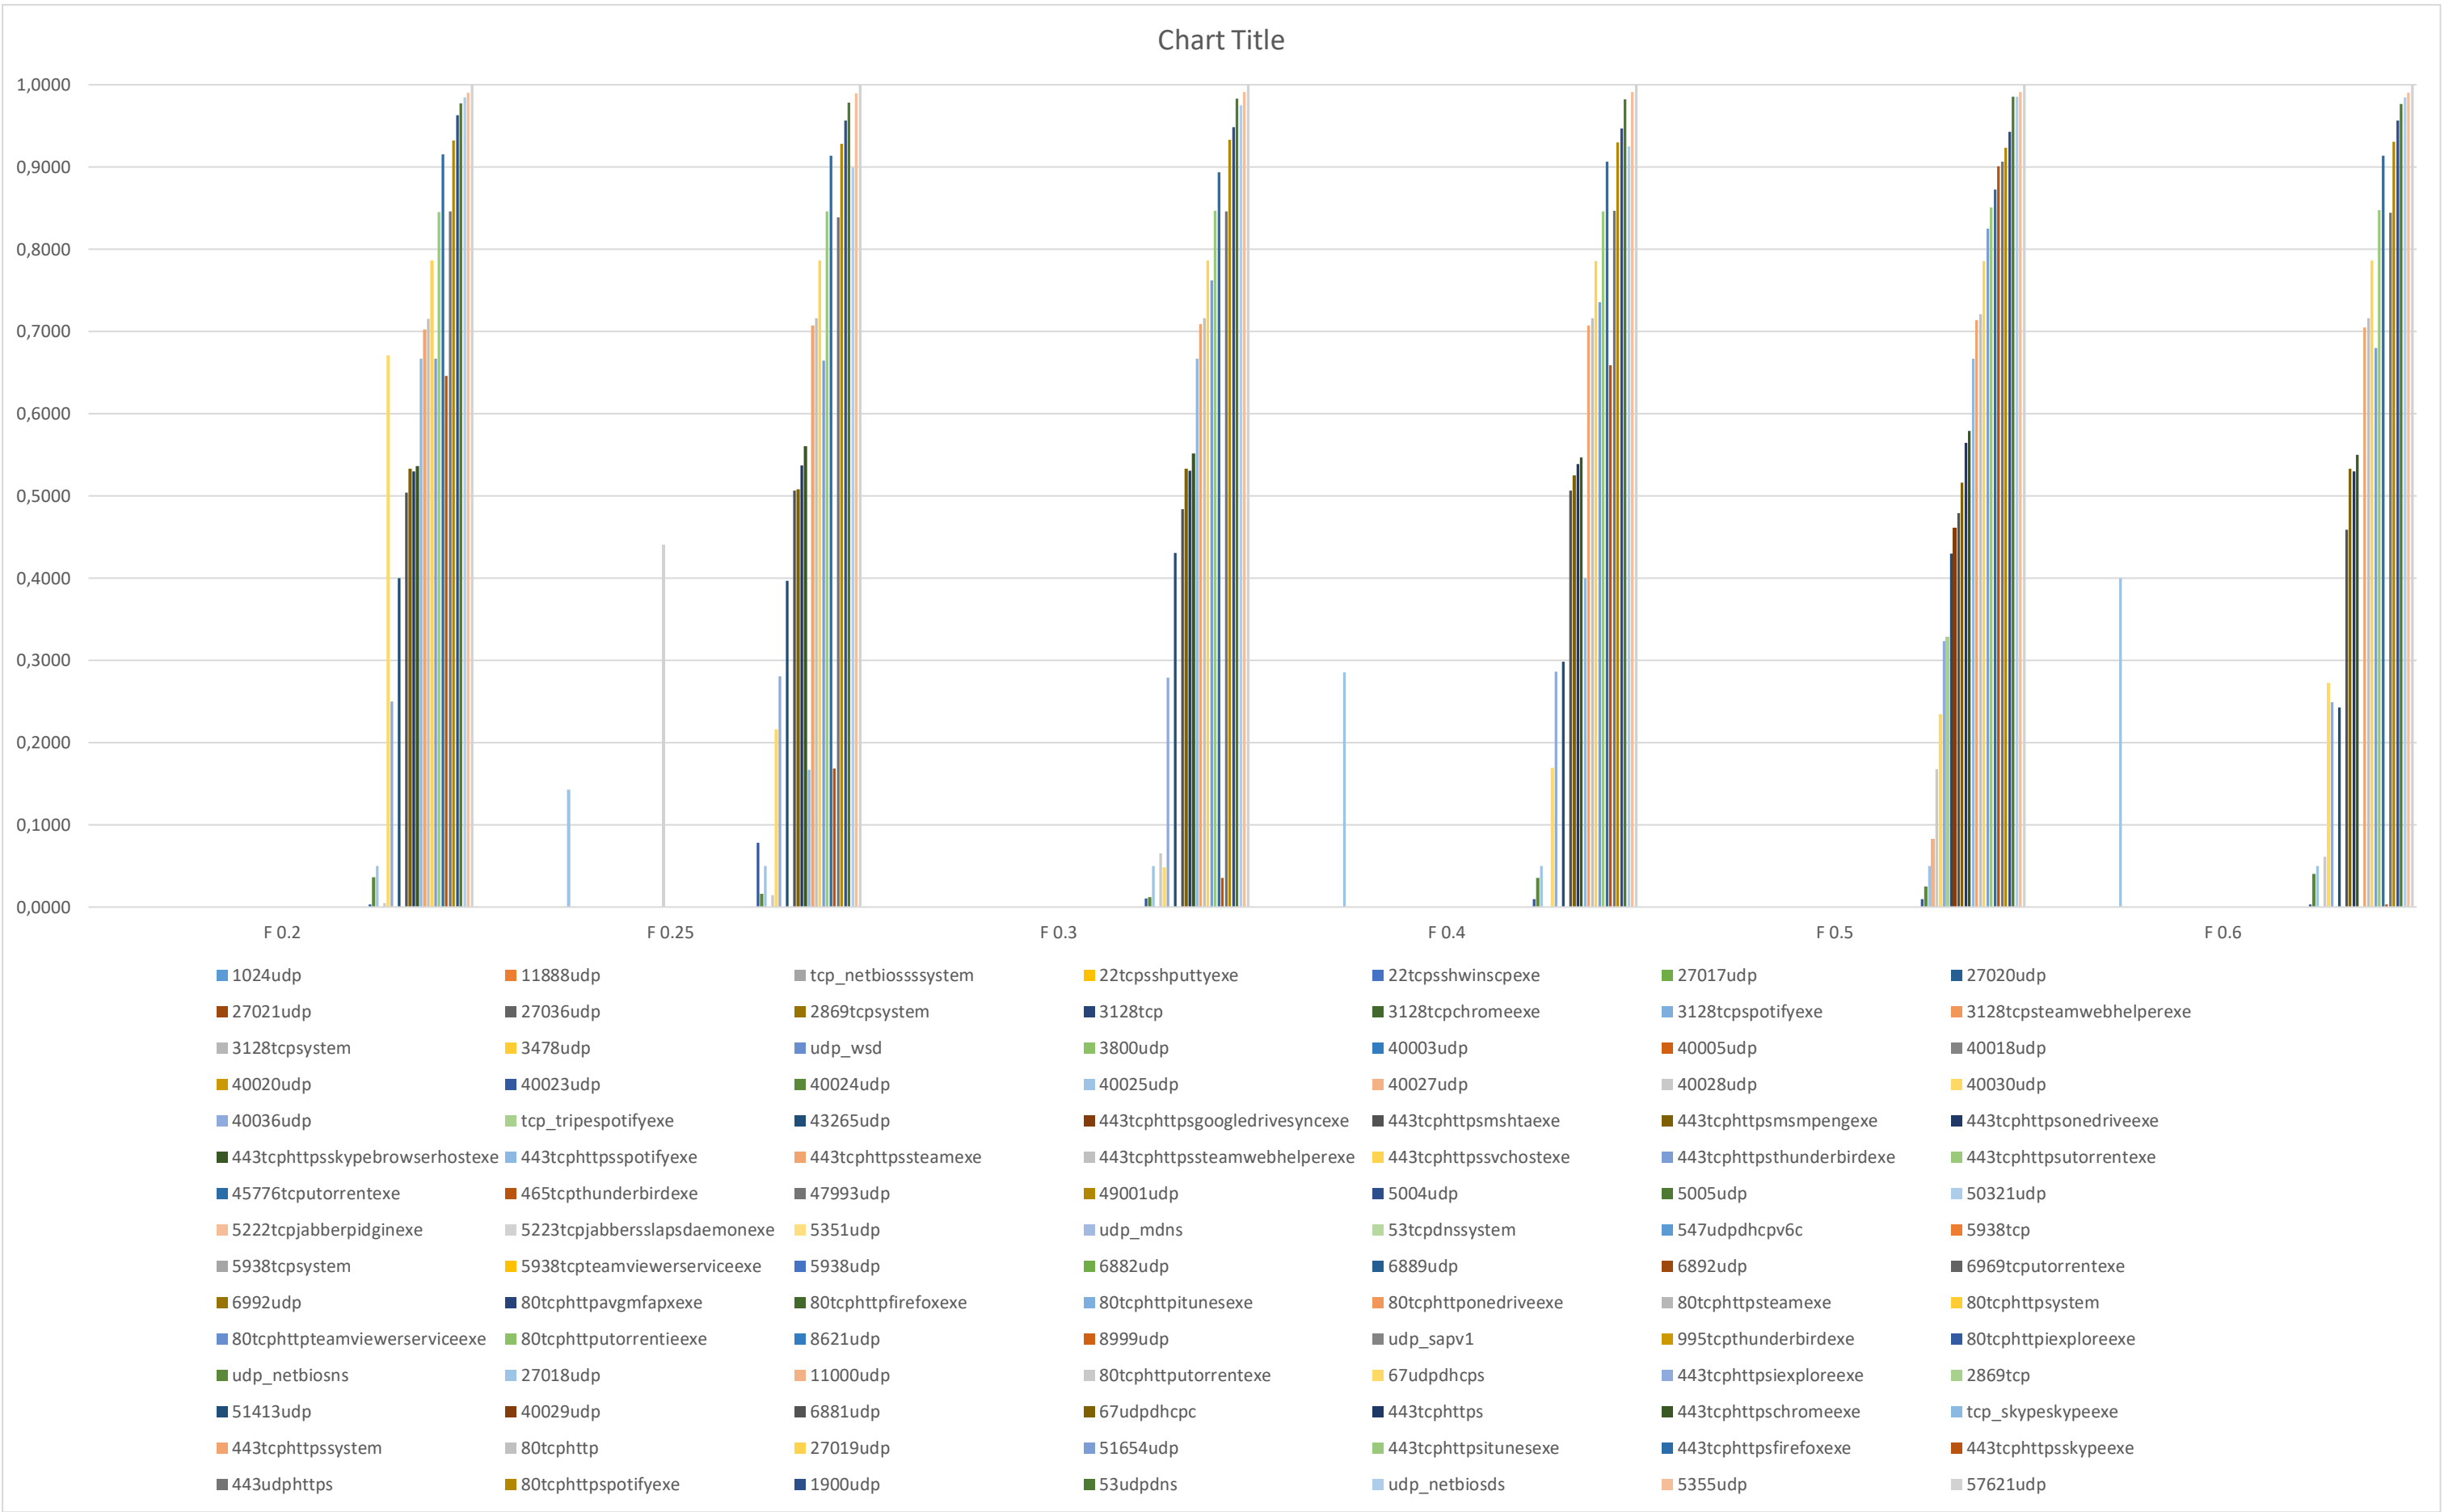 Chart Title
1,0000
0,9000
0,8000
0,7000
0,6000
0,5000
0,4000
0,3000
0,2000
0,1000
0,0000
F 0.2 F 0.25 F 0.3 F 0.4 F 0.5 F 0.6
1024udp 11888udp tcp_netbiossssystem 22tcpsshputtyexe 22tcpsshwinscpexe 27017udp 27020udp
27021udp 27036udp 2869tcpsystem 3128tcp 3128tcpchromeexe 3128tcpspotifyexe 3128tcpsteamwebhelperexe
3128tcpsystem 3478udp udp_wsd 3800udp 40003udp 40005udp 40018udp
40020udp 40023udp 40024udp 40025udp 40027udp 40028udp 40030udp
40036udp tcp_tripespotifyexe 43265udp 443tcphttpsgoogledrivesyncexe 443tcphttpsmshtaexe 443tcphttpsmsmpengexe 443tcphttpsonedriveexe
443tcphttpsskypebrowserhostexe 443tcphttpsspotifyexe 443tcphttpssteamexe 443tcphttpssteamwebhelperexe 443tcphttpssvchostexe 443tcphttpsthunderbirdexe 443tcphttpsutorrentexe
45776tcputorrentexe 465tcpthunderbirdexe 47993udp 49001udp 5004udp 5005udp 50321udp
5222tcpjabberpidginexe 5223tcpjabbersslapsdaemonexe 5351udp udp_mdns 53tcpdnssystem 547udpdhcpv6c 5938tcp
5938tcpsystem 5938tcpteamviewerserviceexe 5938udp 6882udp 6889udp 6892udp 6969tcputorrentexe
6992udp 80tcphttpavgmfapxexe 80tcphttpfirefoxexe 80tcphttpitunesexe 80tcphttponedriveexe 80tcphttpsteamexe 80tcphttpsystem
80tcphttpteamviewerserviceexe 80tcphttputorrentieexe 8621udp 8999udp udp_sapv1 995tcpthunderbirdexe 80tcphttpiexploreexe
udp_netbiosns 27018udp 11000udp 80tcphttputorrentexe 67udpdhcps 443tcphttpsiexploreexe 2869tcp
51413udp 40029udp 6881udp 67udpdhcpc 443tcphttps 443tcphttpschromeexe tcp_skypeskypeexe
443tcphttpssystem 80tcphttp 27019udp 51654udp 443tcphttpsitunesexe 443tcphttpsfirefoxexe 443tcphttpsskypeexe
443udphttps 80tcphttpspotifyexe 1900udp 53udpdns udp_netbiosds 5355udp 57621udp